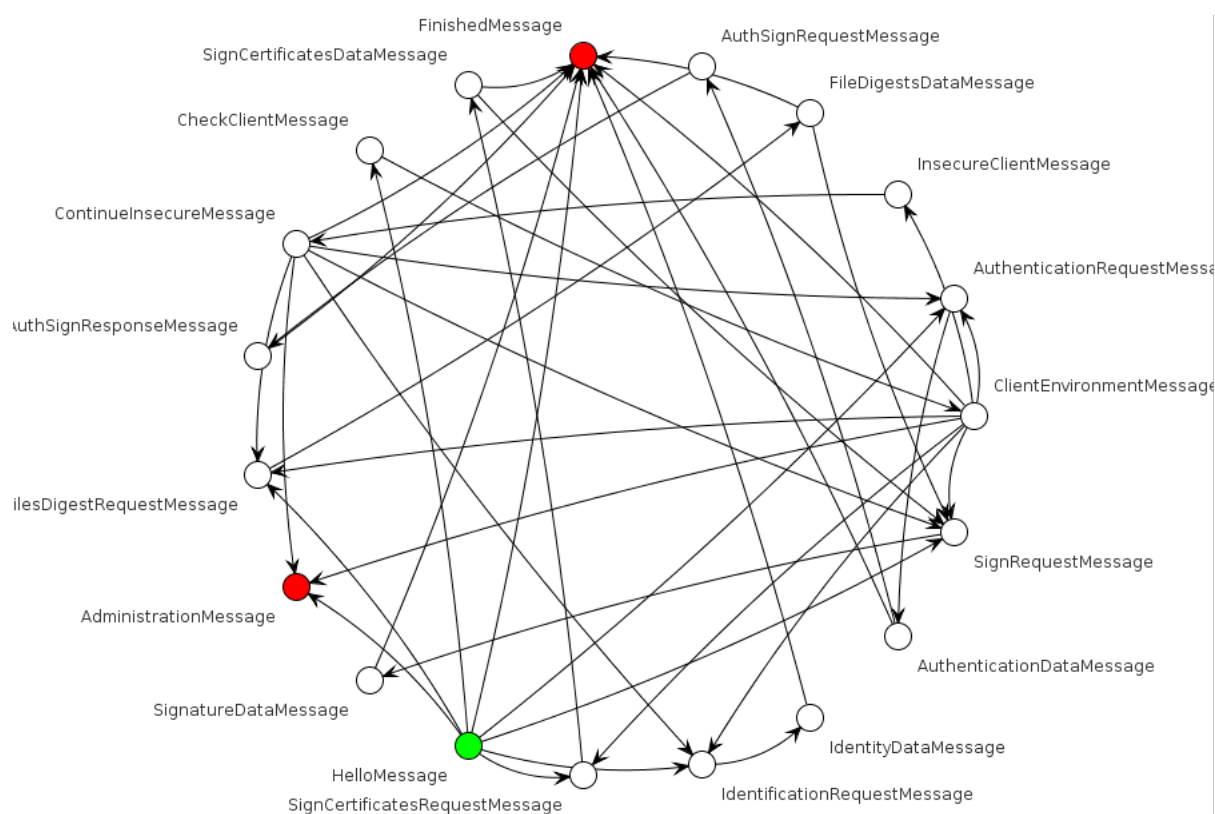 FinishedMessage
AuthSignRequestMessage
SignCertificatesDataMessage
FileDigestsDataMessage
CheckClientMessage
InsecureClientMessage
ContinueInsecureMessage
AuthenticationRequestMessa
uthSignResponseMessage
ClientEnvironmentMessage
ilesDigestRequestMessage
SignRequestMessage
AdministrationMessage
AuthenticationDataMessage
SignatureDataMessage
IdentityDataMessage
HelloMessage
IdentificationRequestMessage
SignCertificatesRequestMessage